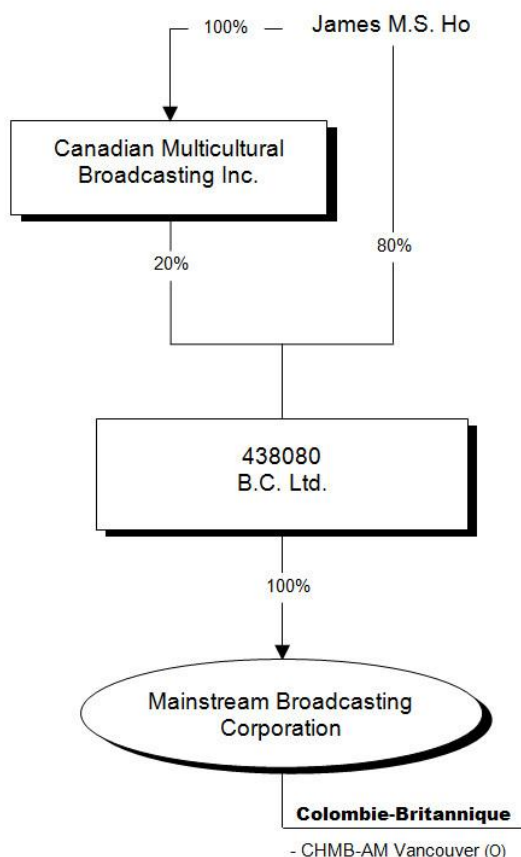 100%
James M.S. Ho
Canadian Multicultural
Broadcasting Inc.
20%
80%
438080
B.C. Ltd.
100%
Mainstream Broadcasting
Corporation
Colombie-Britannique
- CHMB-AM Vancouver (O)